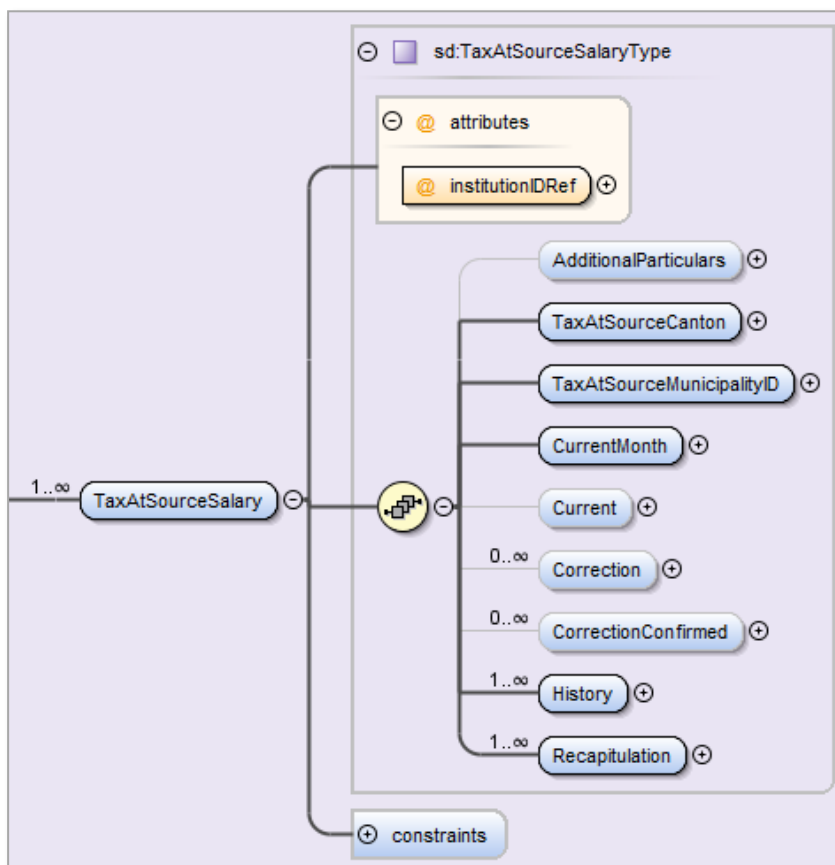 sd:TaxAtSourceSalaryType
@ attributes
@ institutionIDRef
AdditionalParticulars
TaxAtSourceCanton
TaxAtSourceMunicipalityID
CurrentMonth
1..∞ TaxAtSourceSalary
Current
0..∞ Correction
0..∞ CorrectionConfirmed
1..∞ History
1..∞ Recapitulation
constraints